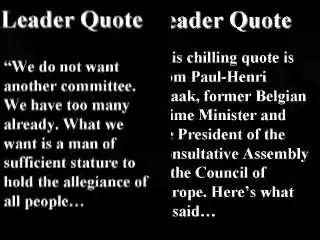 Leader Quote
"We do not want
another committee.
We have too many
already. What we
want is a man of
sufficient stature to
hold the allegiance of
all people…
eader Quote
is chilling quote is
om Paul-Henri
aak, former Belgian
ime Minister and
e President of the
onsultative Assembly
the Council of
rope. Here's what
said…